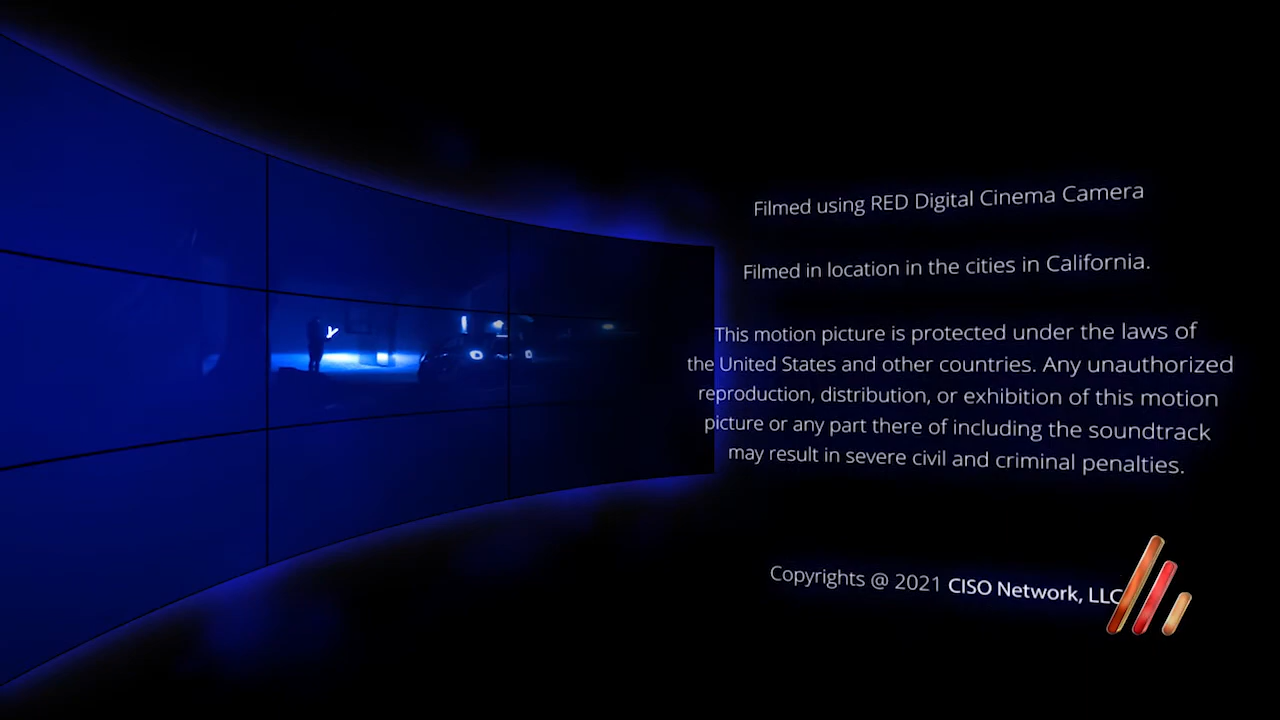 Filmed using RED Digital Cinema Camera
Filmed in location in the cities in California.
This motion picture is protected under the laws of
the United States and other countries. Any unauthorized
reproduction, distribution, or exhibition of this motion
picture or any part there of including the soundtrack
may result in severe civil and criminal penalties.
Copyrights @ 2021 CISO Network, LLC